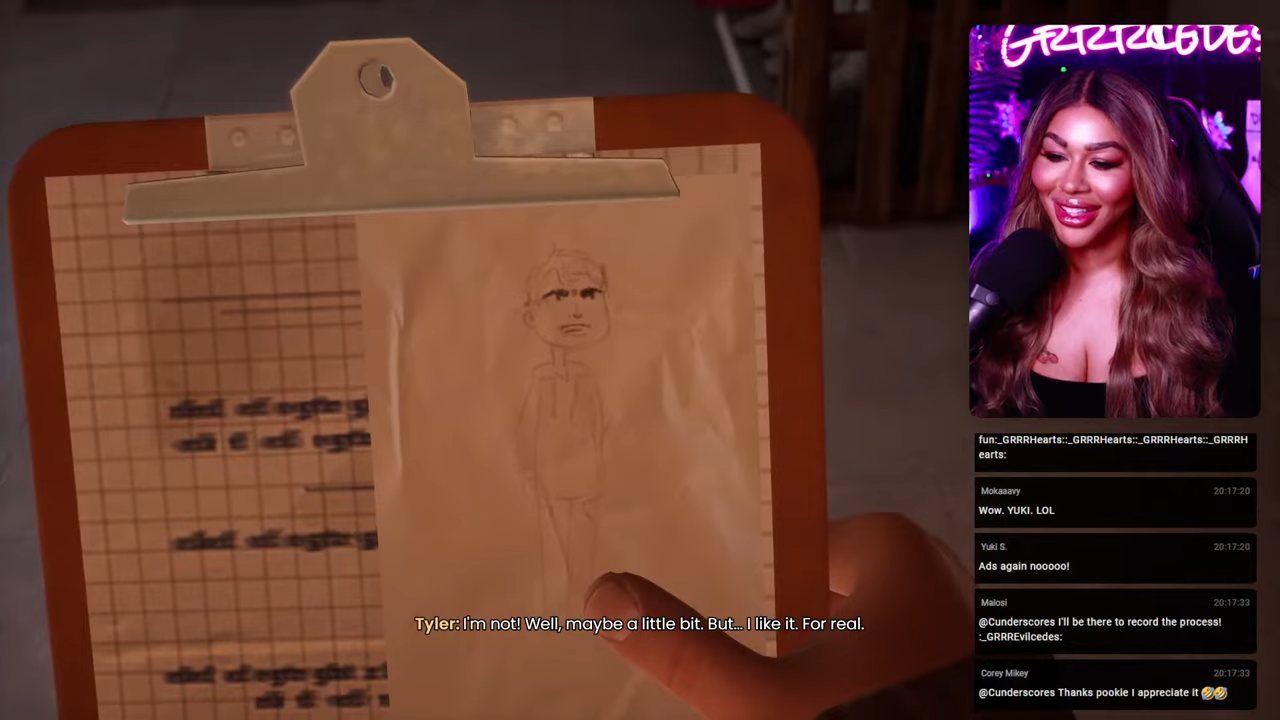 GRRRCEDES
fun:_GRRRHearts::_GRRRHearts::_GRRRHearts::_GRRRH
earts:
Mokaaavy 20:17:20
Wow. YUKI. LOL
Yuki S. 20:17:20
Ads again nooooo!
Malosi 20:17:33
@Cunderscores I'll be there to record the process!
:_GRRREvilcedes:
Corey Mikey 20:17:33
@Cunderscores Thanks pookie I appreciate it 🤣🤣
Tyler: I'm not! Well, maybe a little bit. But... I like it. For real.